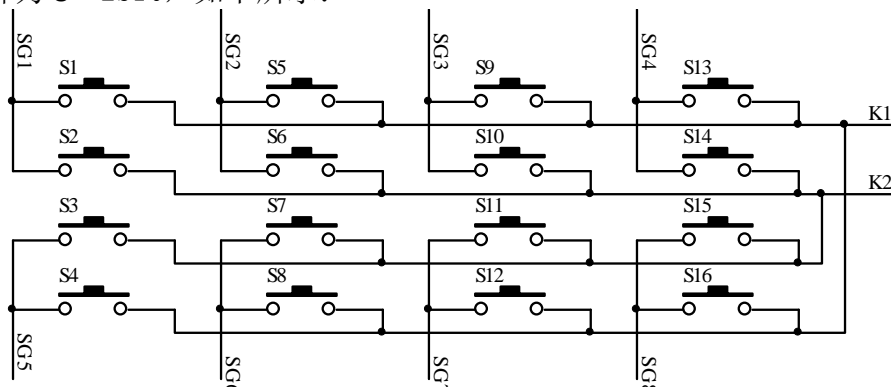 SG1 SG2 SG3 SG4
S1 S5 S9 S13
K1
S2 S6 S10 S14
K2
S3 S7 S11 S15
S4 S8 S12 S16
SG5